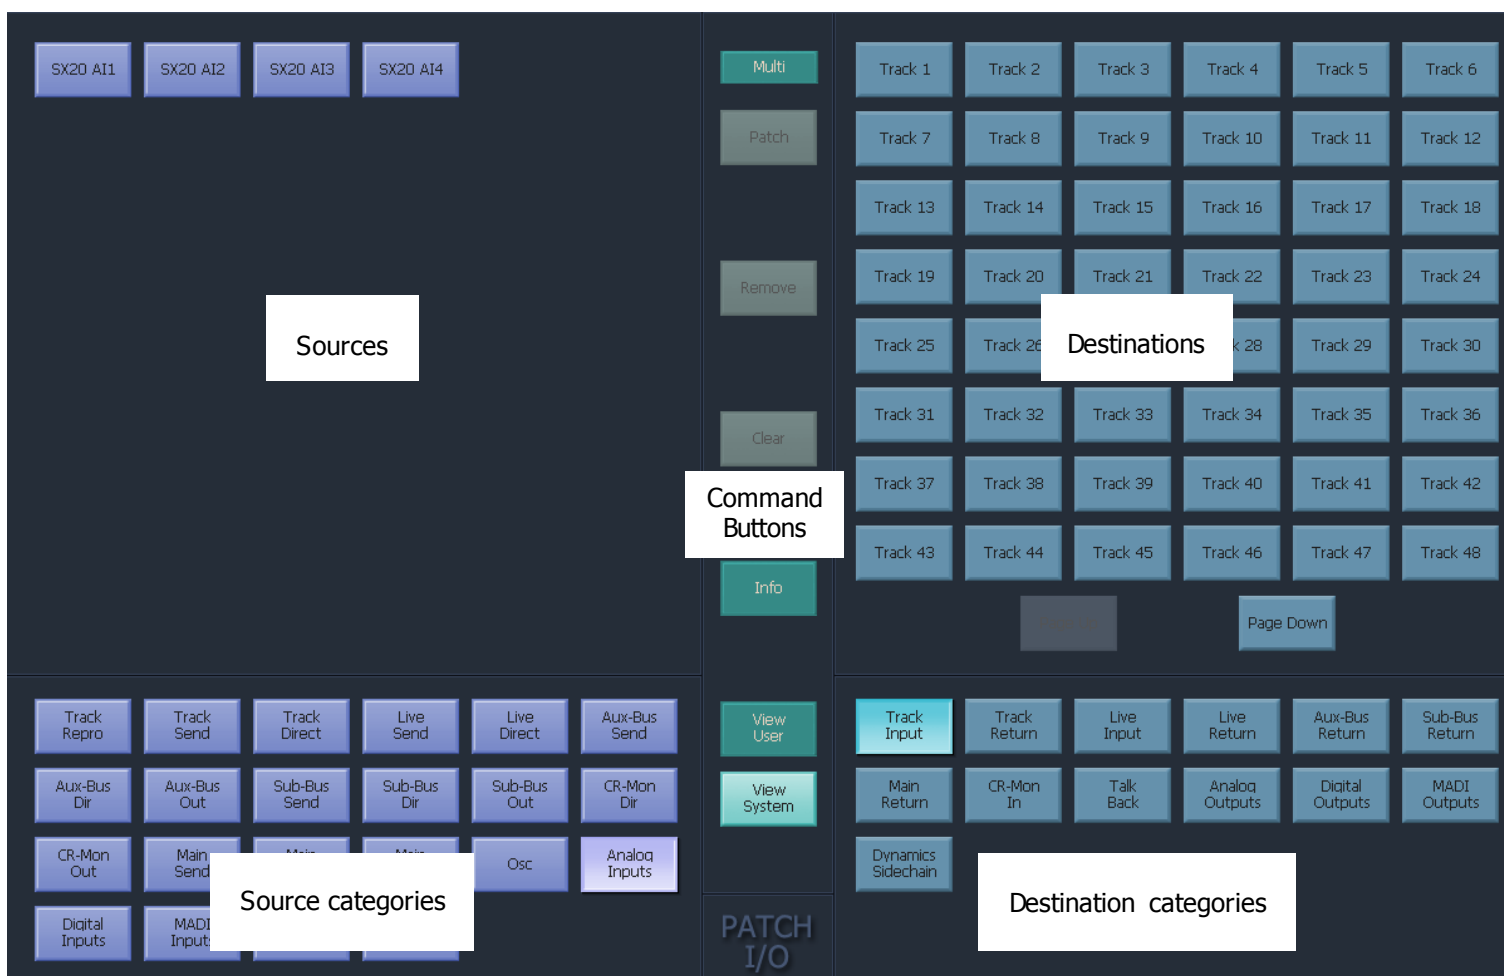 SX20 AI1
SX20 AI2
SX20 AI3
SX20 AI4
Sources
Track
Repro
Track
Send
Track
Direct
Live
Send
Live
Direct
Aux-Bus
Send
Aux-Bus
Dir
Aux-Bus
Out
Sub-Bus
Send
Sub-Bus
Dir
Sub-Bus
Out
CR-Mon
Dir
CR-Mon
Out
Main
Send
Main
Main
Osc
Analog
Inputs
Digital
Inputs
MADI
Inputs
Source categories
Multi
Patch
Remove
Clear
Command
Buttons
Info
View
User
View
System
PATCH
I/O
Track 1
Track 2
Track 3
Track 4
Track 5
Track 6
Track 7
Track 8
Track 9
Track 10
Track 11
Track 12
Track 13
Track 14
Track 15
Track 16
Track 17
Track 18
Track 19
Track 20
Track 21
Track 22
Track 23
Track 24
Track 25
Track 26
Destinations
28
Track 29
Track 30
Track 31
Track 32
Track 33
Track 34
Track 35
Track 36
Track 37
Track 38
Track 39
Track 40
Track 41
Track 42
Track 43
Track 44
Track 45
Track 46
Track 47
Track 48
Page Down
Track
Input
Track
Return
Live
Input
Live
Return
Aux-Bus
Return
Sub-Bus
Return
Main
Return
CR-Mon
In
Talk
Back
Analog
Outputs
Digital
Outputs
MADI
Outputs
Dynamics
Sidechain
Destination categories